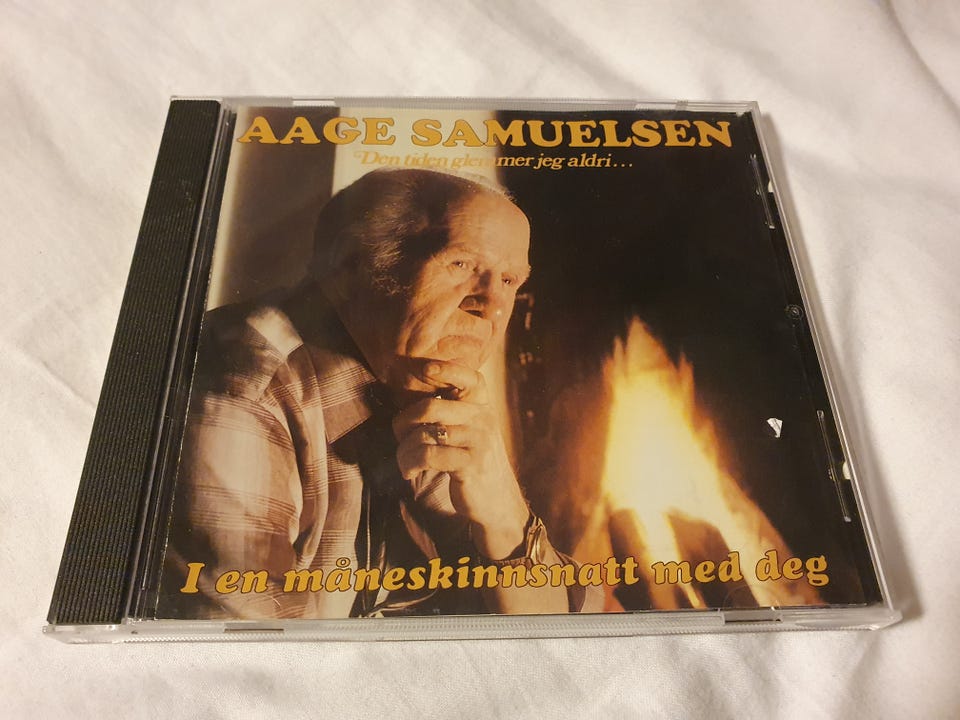 AAGE SAMUELSEN
Den tiden glemmer jeg aldri...
I en måneskinnsnatt med deg